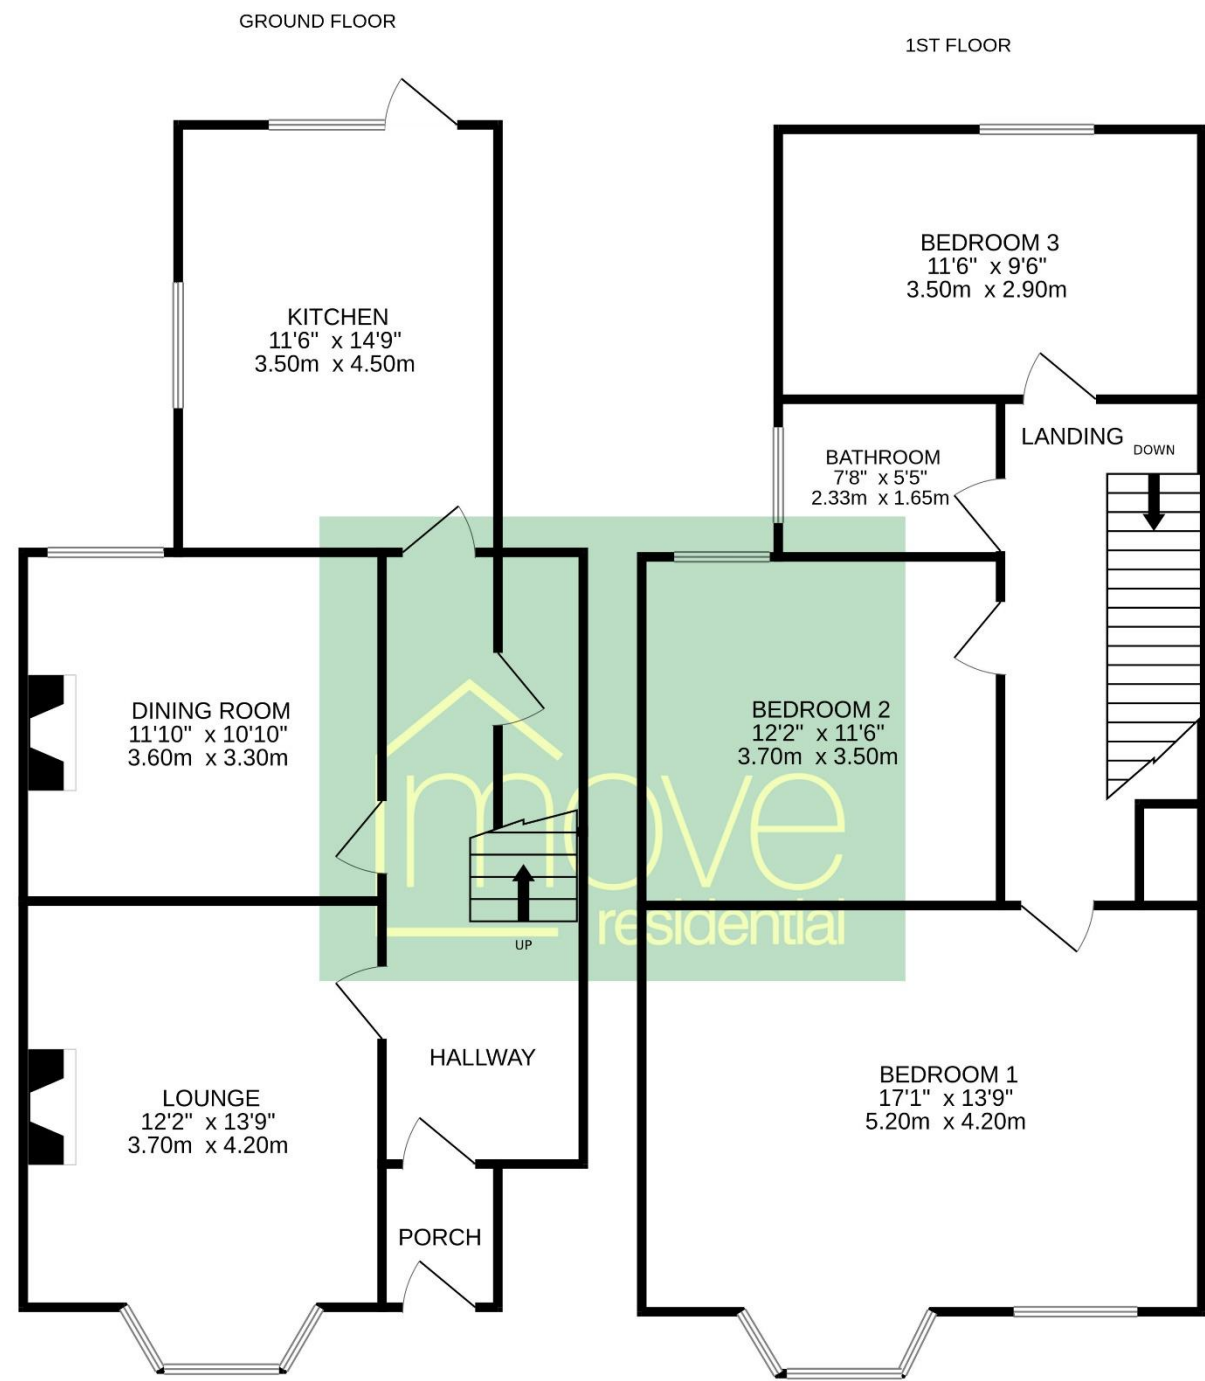 GROUND FLOOR
KITCHEN
11'6" x 14'9"
3.50m x 4.50m
DINING ROOM
11'10" x 10'10"
3.60m x 3.30m
UP
HALLWAY
LOUNGE
12'2" x 13'9"
3.70m x 4.20m
PORCH
1ST FLOOR
BEDROOM 3
11'6" x 9'6"
3.50m x 2.90m
LANDING
DOWN
BATHROOM
7'8" x 5'5"
2.33m x 1.65m
BEDROOM 2
12'2" x 11'6"
3.70m x 3.50m
BEDROOM 1
17'1" x 13'9"
5.20m x 4.20m
move
residential